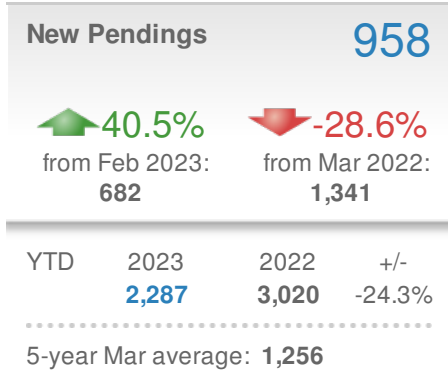 New Pendings 958
40.5% -28.6%
from Feb 2023: from Mar 2022:
682 1,341
YTD 2023 2022 +/-
2,287 3,020 -24.3%
5-year Mar average: 1,256